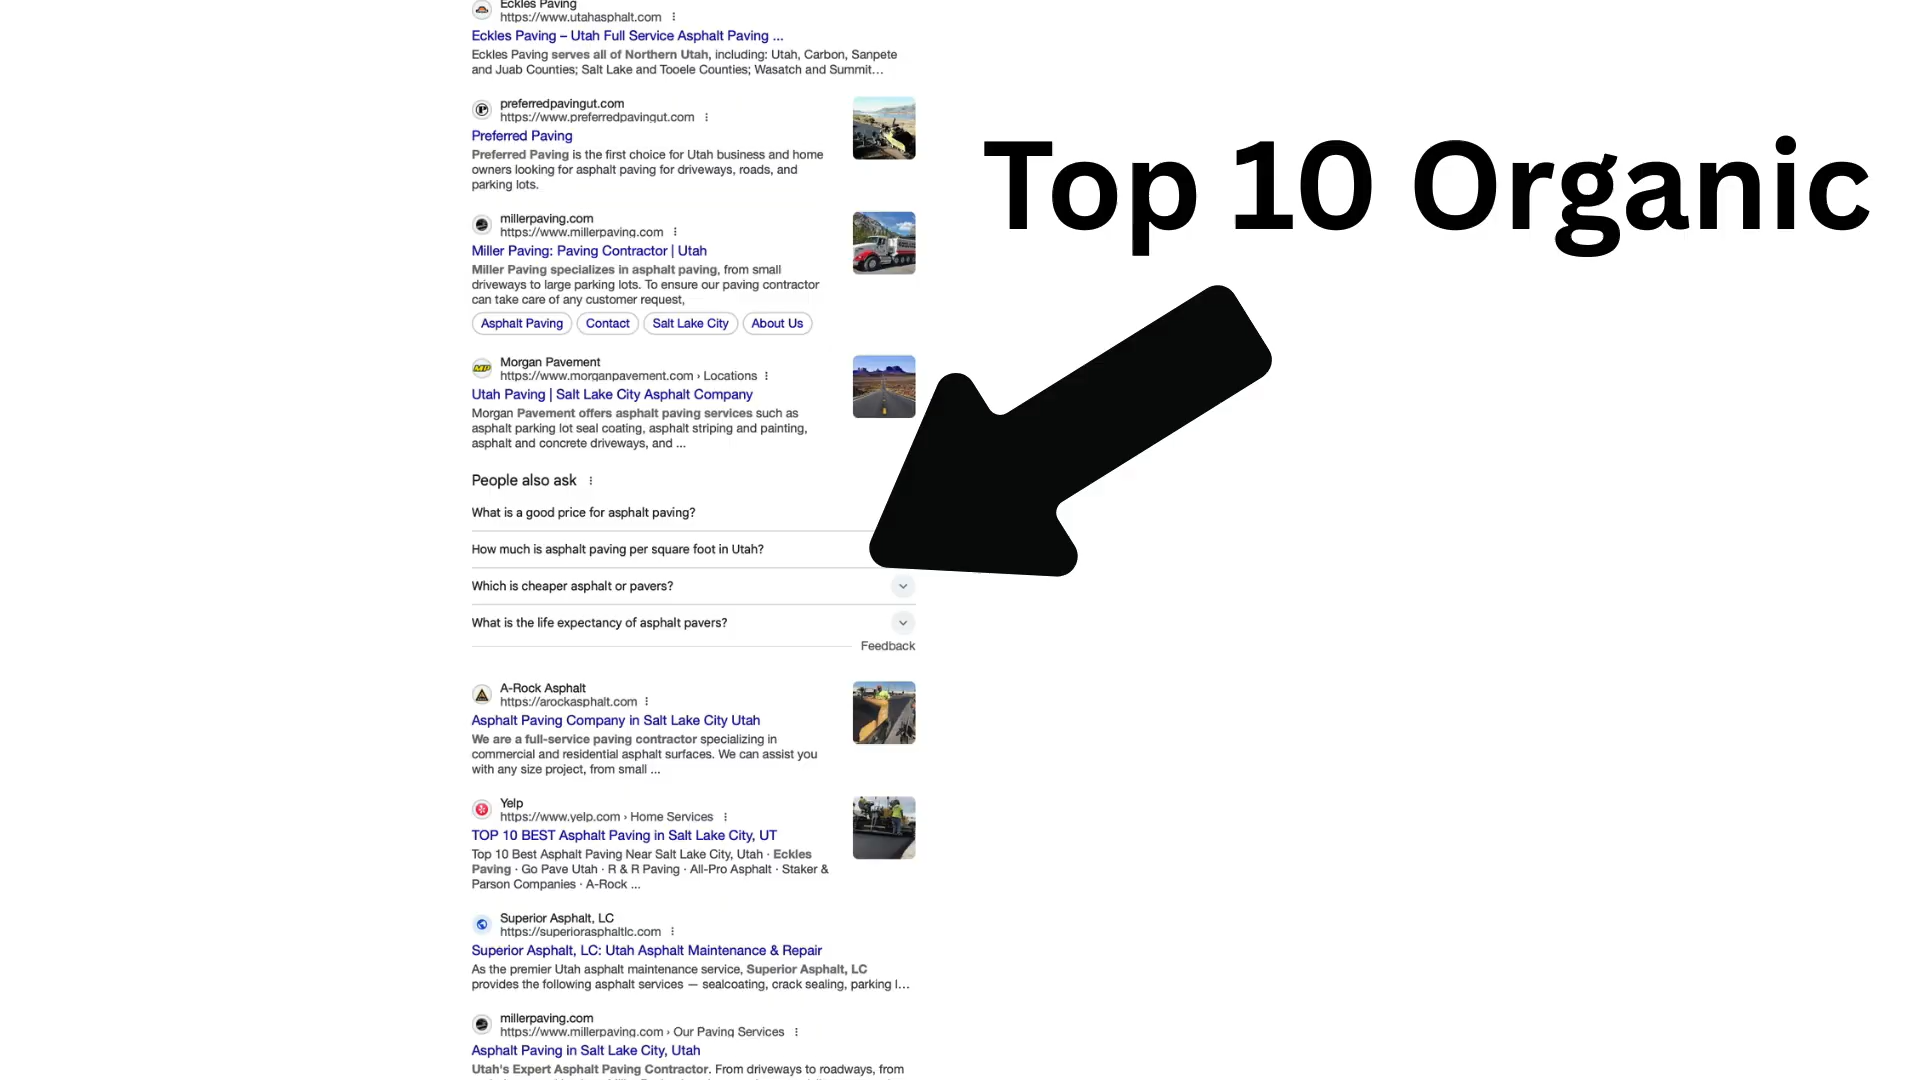 Eckles Paving
https://www.utahasphalt.com
Eckles Paving – Utah Full Service Asphalt Paving ...
Eckles Paving serves all of Northern Utah, including: Utah, Carbon, Sanpete
and Juab Counties; Salt Lake and Tooele Counties; Wasatch and Summit...
preferredpavingut.com
https://www.preferredpavingut.com
Preferred Paving
Preferred Paving is the first choice for Utah business and home
owners looking for asphalt paving for driveways, roads, and
parking lots.
Top 10 Organic
millerpaving.com
https://www.millerpaving.com
Miller Paving: Paving Contractor | Utah
Miller Paving specializes in asphalt paving, from small
driveways to large parking lots. To ensure our paving contractor
can take care of any customer request,
Asphalt Paving Contact Salt Lake City About Us
MP
Morgan Pavement
https://www.morganpavement.com › Locations
Utah Paving | Salt Lake City Asphalt Company
Morgan Pavement offers asphalt paving services such as
asphalt parking lot seal coating, asphalt striping and painting,
asphalt and concrete driveways, and ...
People also ask
What is a good price for asphalt paving?
How much is asphalt paving per square foot in Utah?
Which is cheaper asphalt or pavers?
What is the life expectancy of asphalt pavers?
Feedback
A-Rock Asphalt
https://arockasphalt.com
Asphalt Paving Company in Salt Lake City Utah
We are a full-service paving contractor specializing in
commercial and residential asphalt surfaces. We can assist you
with any size project, from small ...
Yelp
https://www.yelp.com › Home Services
TOP 10 BEST Asphalt Paving in Salt Lake City, UT
Top 10 Best Asphalt Paving Near Salt Lake City, Utah · Eckles
Paving · Go Pave Utah · R & R Paving · All-Pro Asphalt · Staker &
Parson Companies · A-Rock ...
Superior Asphalt, LC
https://superiorasphaltlc.com
Superior Asphalt, LC: Utah Asphalt Maintenance & Repair
As the premier Utah asphalt maintenance service, Superior Asphalt, LC
provides the following asphalt services — sealcoating, crack sealing, parking l...
millerpaving.com
https://www.millerpaving.com › Our Paving Services
Asphalt Paving in Salt Lake City, Utah
Utah's Expert Asphalt Paving Contractor. From driveways to roadways, from